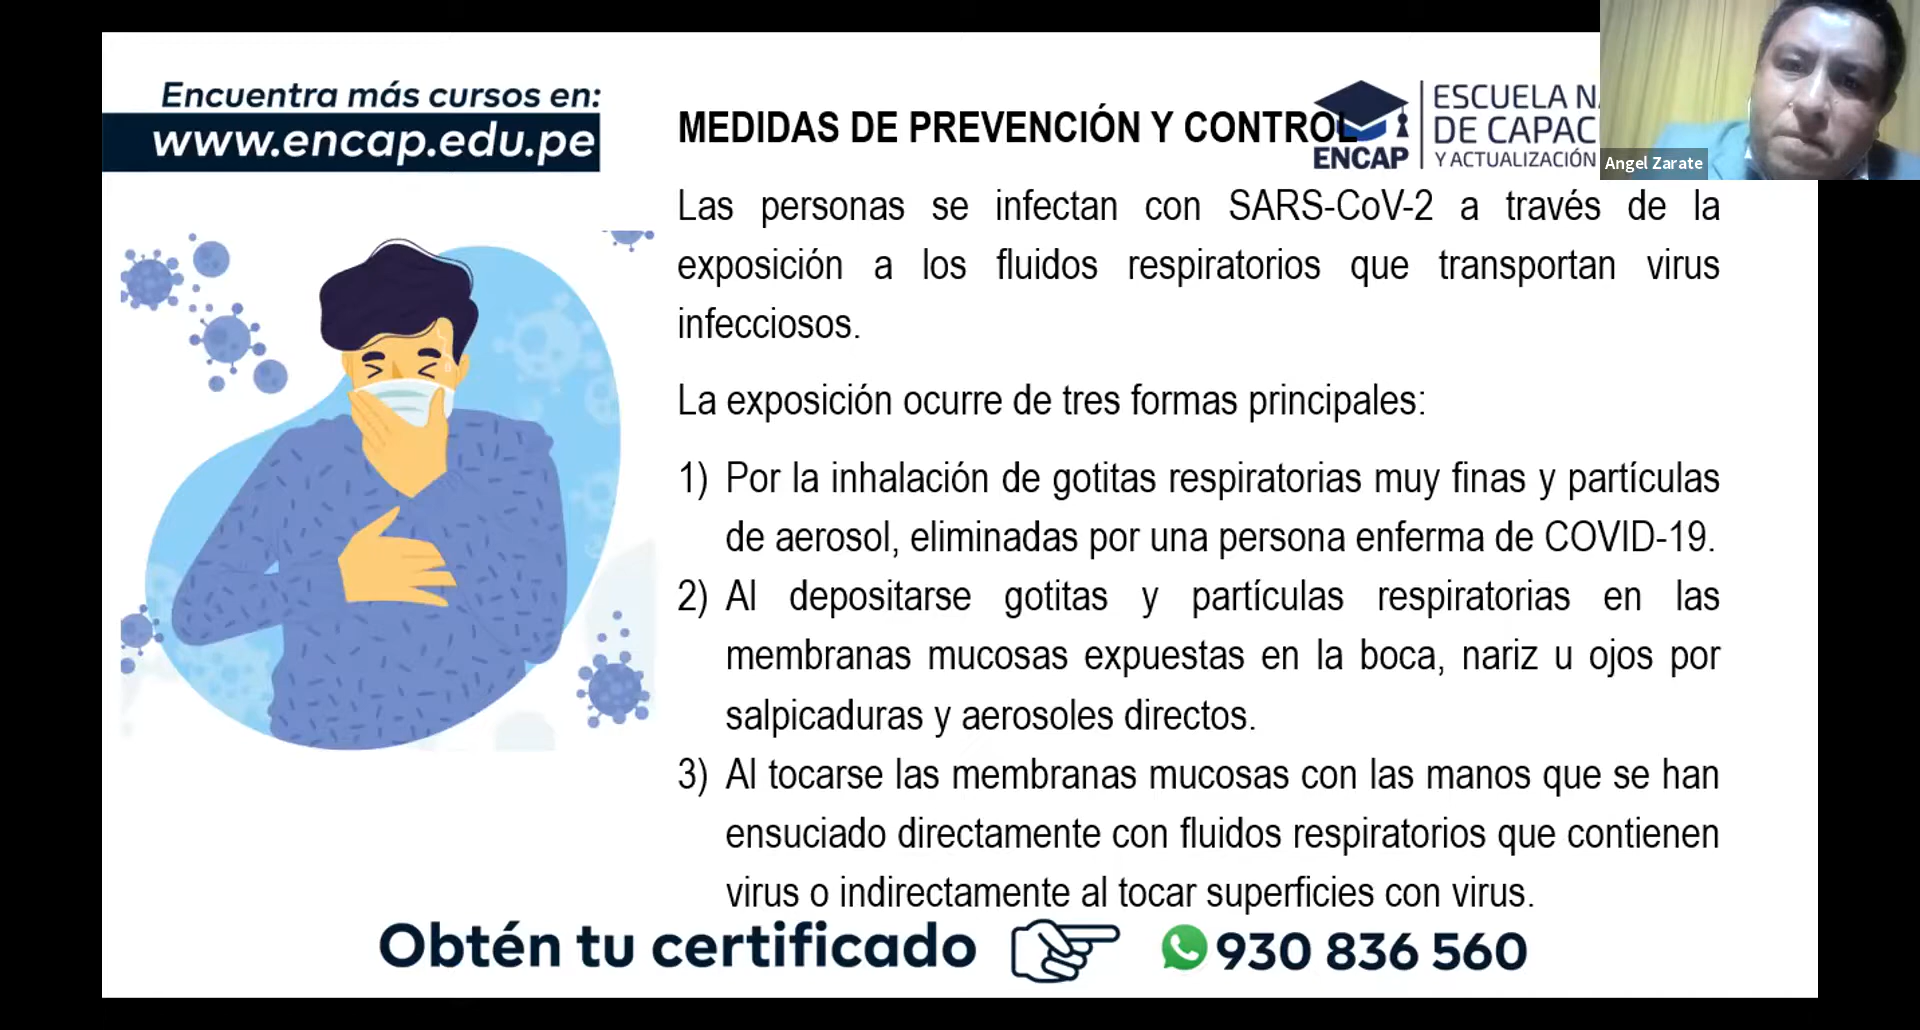 Encuentra más cursos en:
www.encap.edu.pe
MEDIDAS DE PREVENCIÓN Y CONTROL
ENCAP
ESCUELA
DE
Y ACTUALIZACIÓN
Angel Zarate
Las personas se infectan con SARS-CoV-2 a través de la
exposición a los fluidos respiratorios que transportan virus
infecciosos.
La exposición ocurre de tres formas principales:
1) Por la inhalación de gotitas respiratorias muy finas y partículas
de aerosol, eliminadas por una persona enferma de COVID-19.
2) Al depositarse gotitas y partículas respiratorias en las
membranas mucosas expuestas en la boca, nariz u ojos por
salpicaduras y aerosoles directos.
3) Al tocarse las membranas mucosas con las manos que se han
ensuciado directamente con fluidos respiratorios que contienen
virus o indirectamente al tocar superficies con virus.
Obtén tu certificado
930 836 560